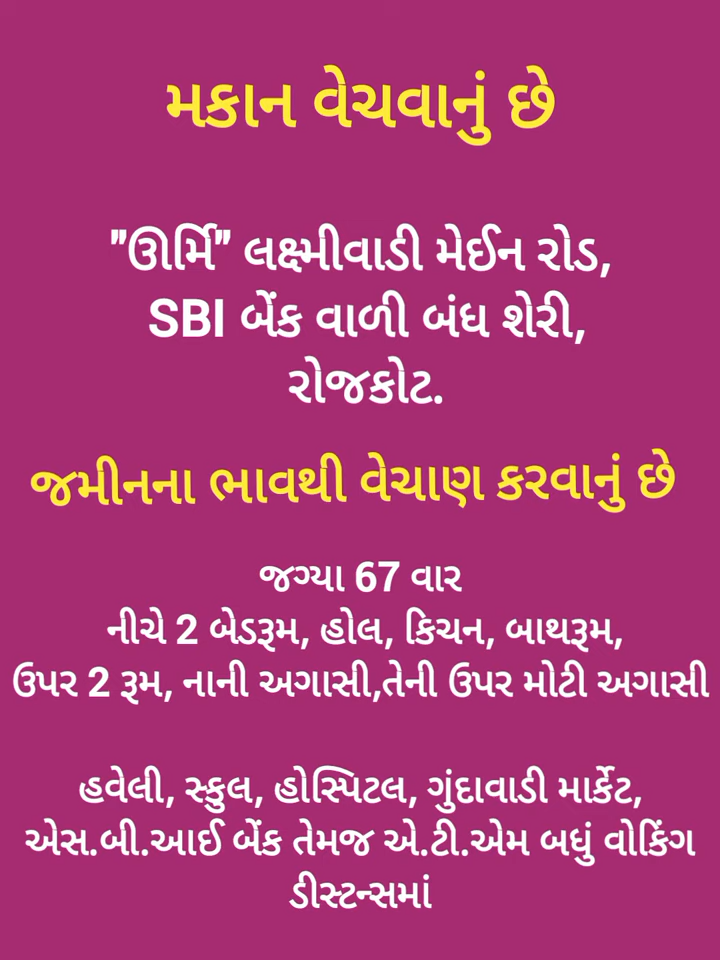 મકાન વેચવાનું છે
"ઊર્મિ" લક્ષ્મીવાડી મેઈન રોડ,
SBI બેંક વાળી બંધ શેરી,
રોજકોટ.
જમીનના ભાવથી વેચાણ કરવાનું છે
જગ્યા 67 વાર
નીચે 2 બેડરૂમ, હોલ, કિચન, બાથરૂમ,
ઉપર 2 રૂમ, નાની અગાસી,તેની ઉપર મોટી અગાસી
હવેલી, સ્કુલ, હોસ્પિટલ, ગુંદાવાડી માર્કેટ,
એસ.બી.આઈ બેંક તેમજ એ.ટી.એમ બધું વોકિંગ
ડીસ્ટન્સમાં